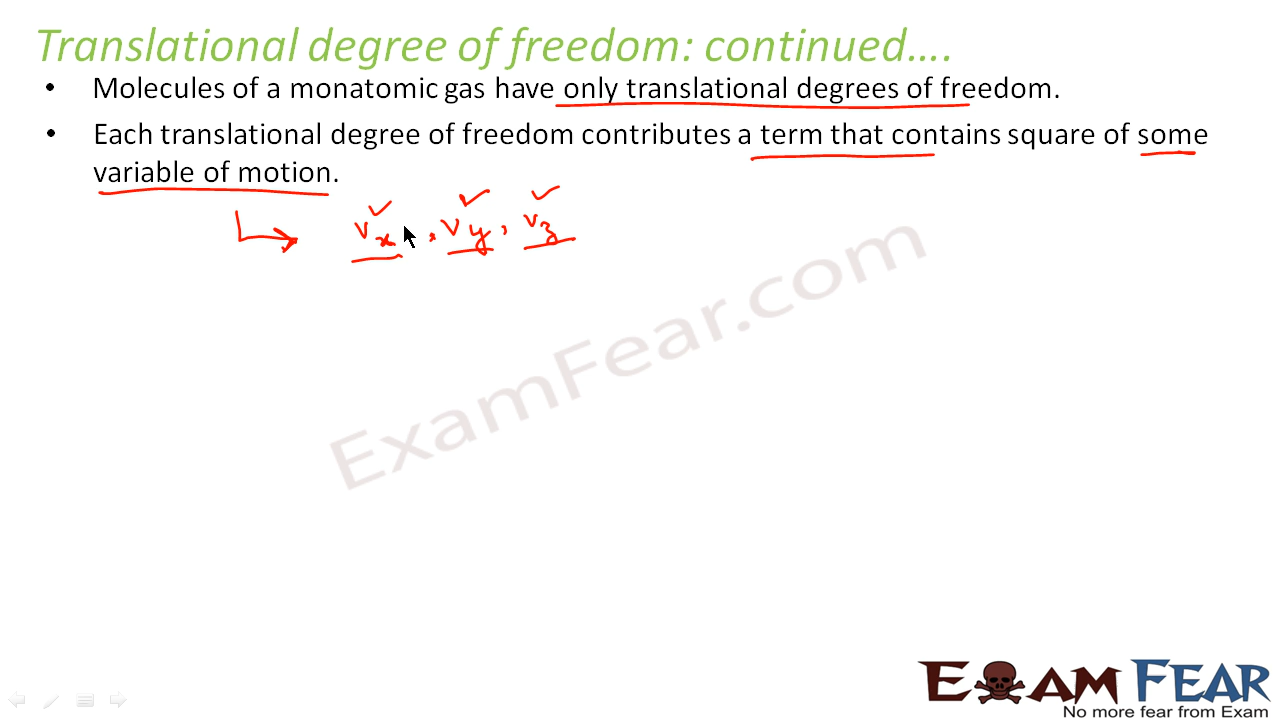 Translational degree of freedom: continued....
• Molecules of a monatomic gas have only translational degrees of freedom.
• Each translational degree of freedom contributes a term that contains square of some
variable of motion.
vx, vy, vz
ExamFear.com
EXAM FEAR
No more fear from Exam